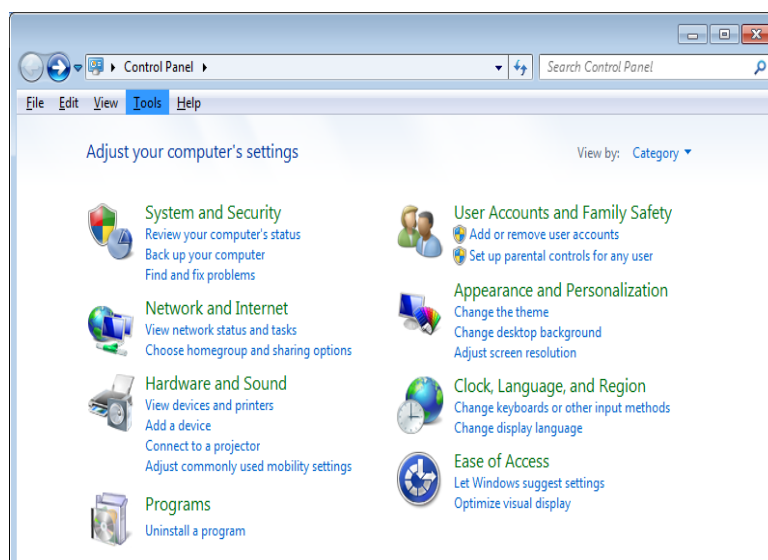 Control Panel
Search Control Panel
File Edit View Tools Help
Adjust your computer's settings
View by: Category
System and Security
Review your computer's status
Back up your computer
Find and fix problems
Network and Internet
View network status and tasks
Choose homegroup and sharing options
Hardware and Sound
View devices and printers
Add a device
Connect to a projector
Adjust commonly used mobility settings
Programs
Uninstall a program
User Accounts and Family Safety
Add or remove user accounts
Set up parental controls for any user
Appearance and Personalization
Change the theme
Change desktop background
Adjust screen resolution
Clock, Language, and Region
Change keyboards or other input methods
Change display language
Ease of Access
Let Windows suggest settings
Optimize visual display